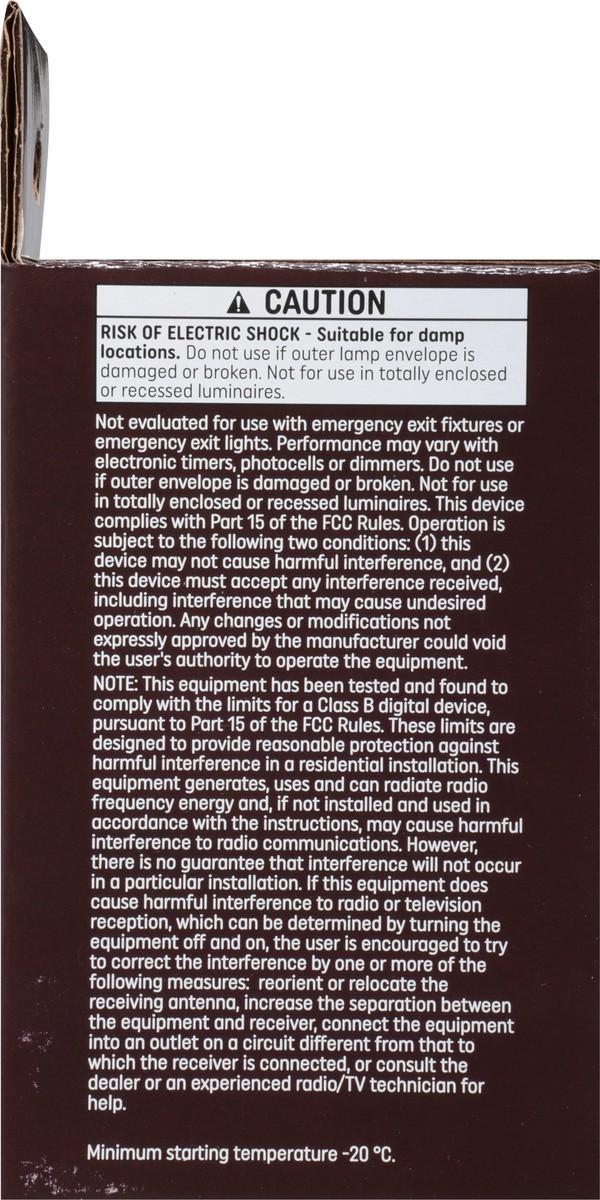 CAUTION
RISK OF ELECTRIC SHOCK - Suitable for damp
locations. Do not use if outer lamp envelope is
damaged or broken. Not for use in totally enclosed
or recessed luminaires.
Not evaluated for use with emergency exit fixtures or
emergency exit lights. Performance may vary with
electronic timers, photocells or dimmers. Do not use
if outer envelope is damaged or broken. Not for use
in totally enclosed or recessed luminaires. This device
complies with Part 15 of the FCC Rules. Operation is
subject to the following two conditions: (1) this
device may not cause harmful interference, and (2)
this device must accept any interference received,
including interference that may cause undesired
operation. Any changes or modifications not
expressly approved by the manufacturer could void
the user's authority to operate the equipment.
NOTE: This equipment has been tested and found to
comply with the limits for a Class B digital device,
pursuant to Part 15 of the FCC Rules. These limits are
designed to provide reasonable protection against
harmful interference in a residential installation. This
equipment generates, uses and can radiate radio
frequency energy and, if not installed and used in
accordance with the instructions, may cause harmful
interference to radio communications. However,
there is no guarantee that interference will not occur
in a particular installation. If this equipment does
cause harmful interference to radio or television
reception, which can be determined by turning the
equipment off and on, the user is encouraged to try
to correct the interference by one or more of the
following measures: reorient or relocate the
receiving antenna, increase the separation between
the equipment and receiver, connect the equipment
into an outlet on a circuit different from that to
which the receiver is connected, or consult the
dealer or an experienced radio/TV technician for
help.
Minimum starting temperature -20 ºC.